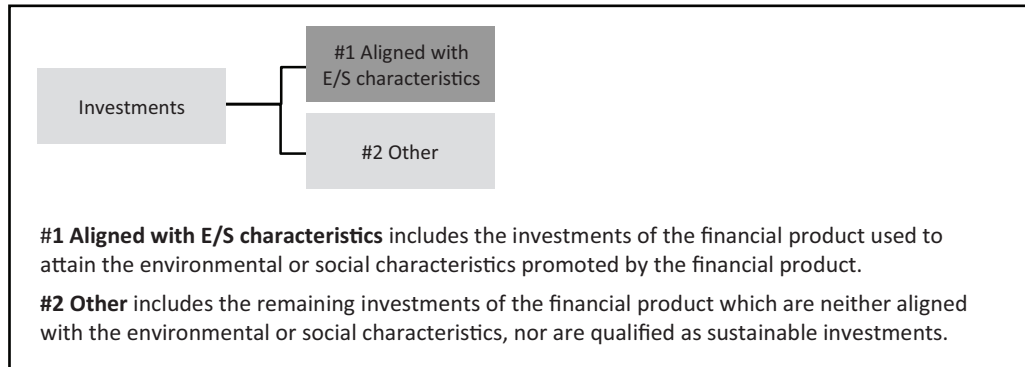 #1 Aligned with
E/S characteristics
Investments
#2 Other
#1 Aligned with E/S characteristics includes the investments of the financial product used to
attain the environmental or social characteristics promoted by the financial product.
#2 Other includes the remaining investments of the financial product which are neither aligned
with the environmental or social characteristics, nor are qualified as sustainable investments.